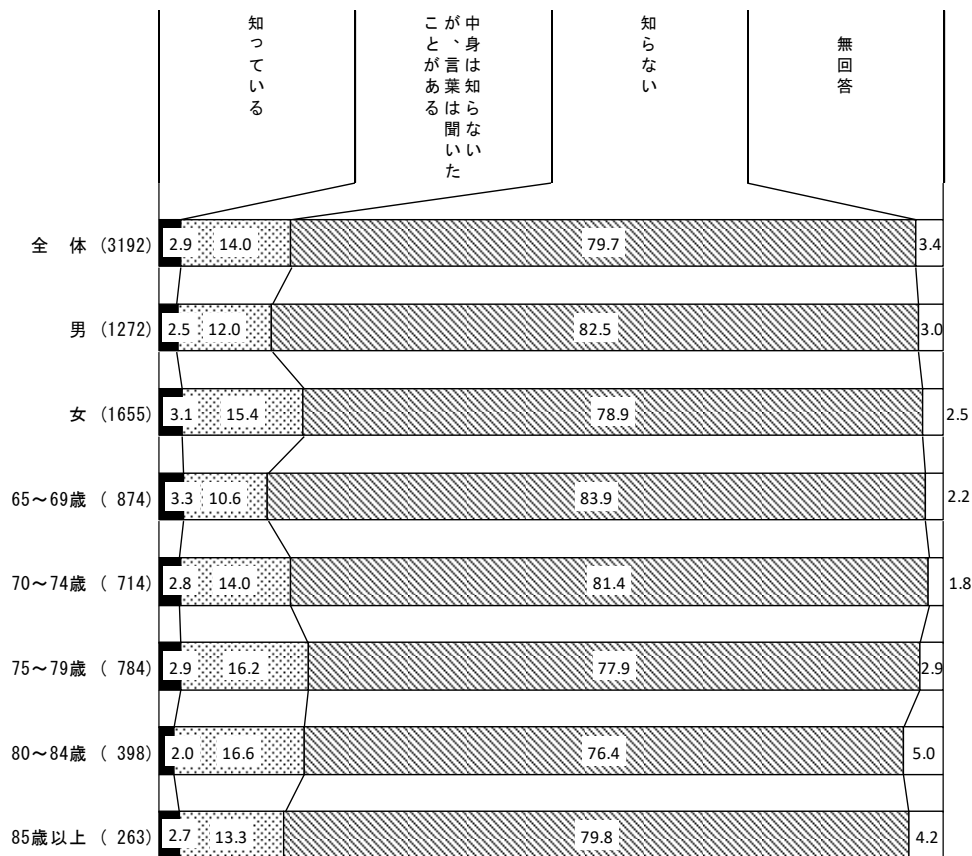 知っている
中身は知らない
が、言葉は聞いた
ことがある
知らない
無回答
全　体 (3192) 2.9 14.0 79.7 3.4
男 (1272) 2.5 12.0 82.5 3.0
女 (1655) 3.1 15.4 78.9 2.5
65～69歳 ( 874) 3.3 10.6 83.9 2.2
70～74歳 ( 714) 2.8 14.0 81.4 1.8
75～79歳 ( 784) 2.9 16.2 77.9 2.9
80～84歳 ( 398) 2.0 16.6 76.4 5.0
85歳以上 ( 263) 2.7 13.3 79.8 4.2